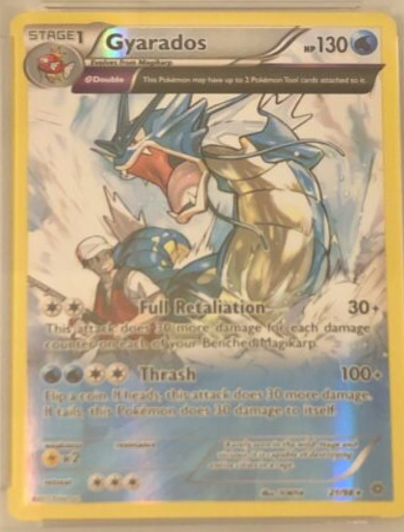 STAGE1 Gyarados HP130
Evolves from Magikarp
Double This Pokémon may have up to 2 Pokémon Tool cards attached to it.
Full Retaliation 30+
This attack does 30 more damage for each damage
counter on each of your Benched Magikarp.
Thrash 100+
Flip a coin. If heads, this attack does 30 more damage.
If tails, this Pokémon does 30 damage to itself.
weakness resistance
×2
retreat
21/98